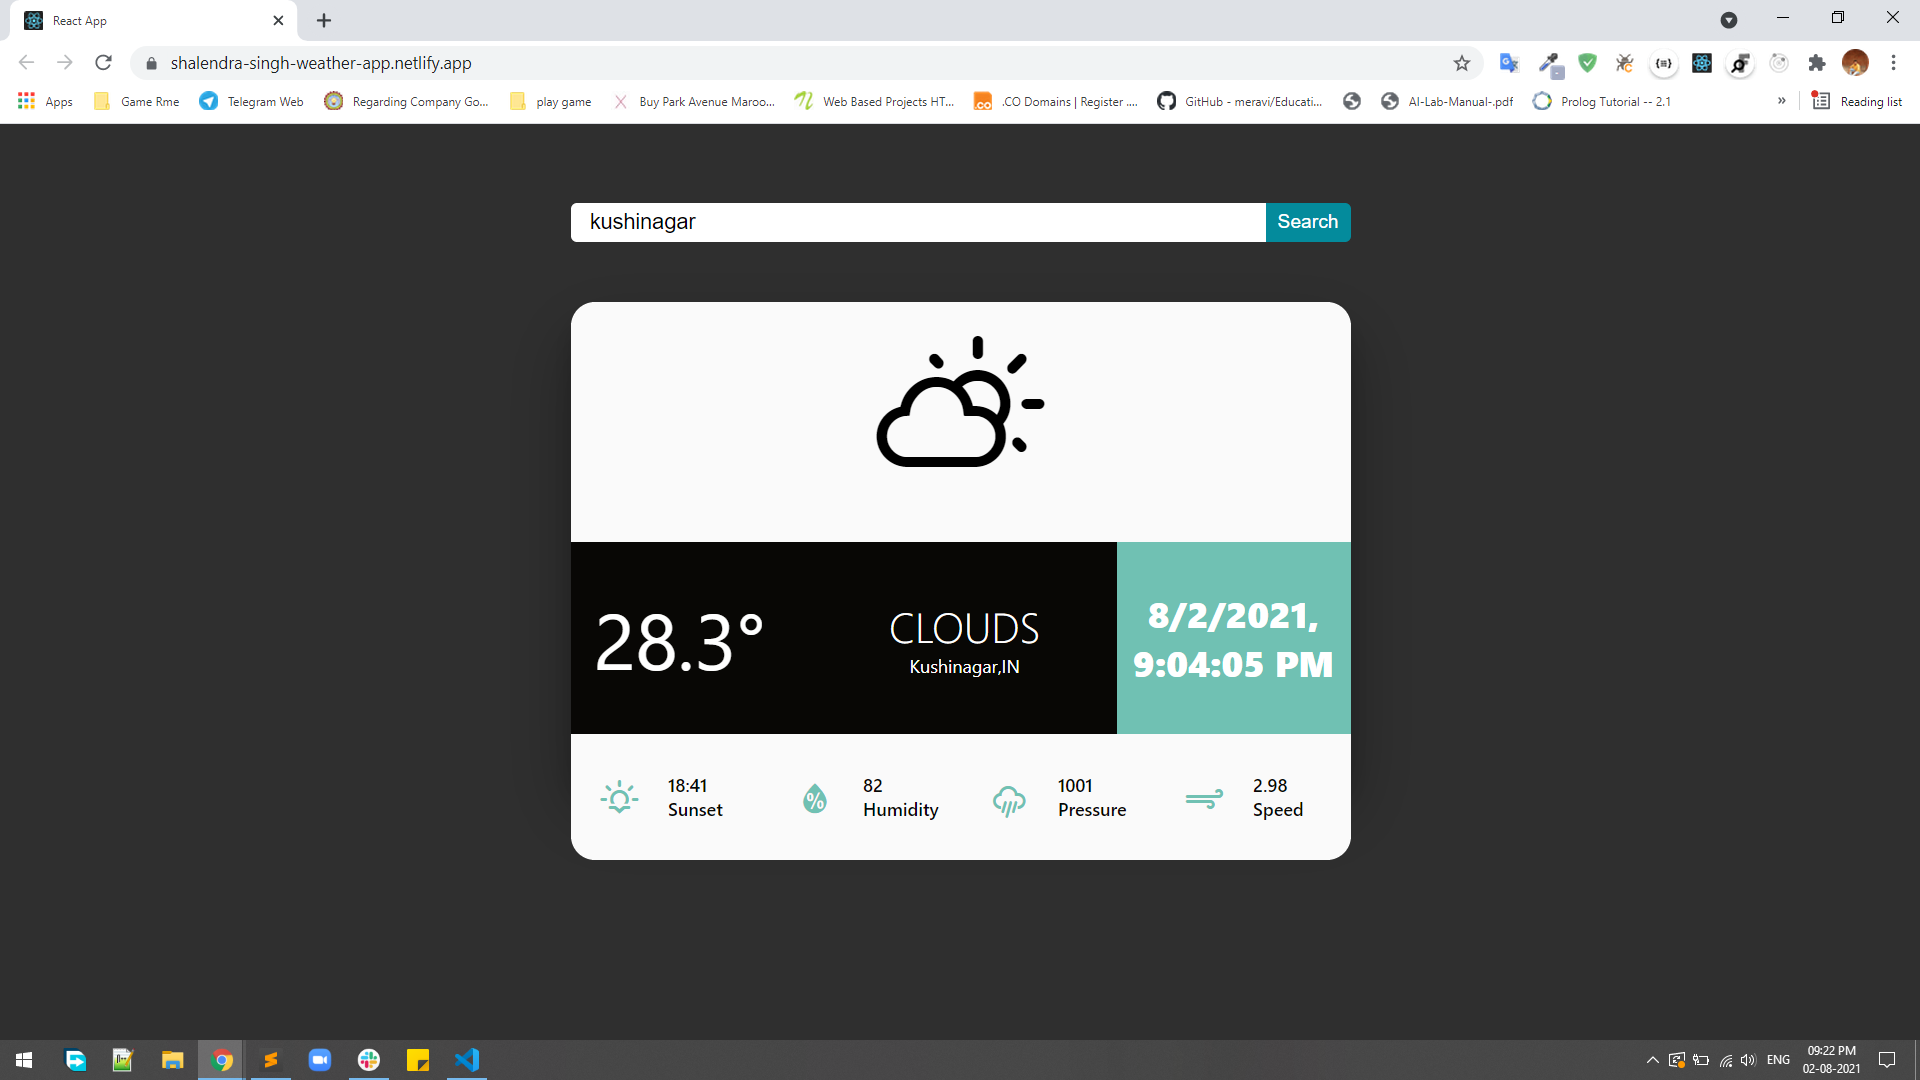 React App
shalendra-singh-weather-app.netlify.app
Apps
Game Rme
Telegram Web
Regarding Company Go...
play game
Buy Park Avenue Maroo...
Web Based Projects HT...
.CO Domains | Register ....
GitHub - meravi/Educati...
AI-Lab-Manual-.pdf
Prolog Tutorial -- 2.1
»
Reading list
kushinagar
Search
28.3°
CLOUDS
Kushinagar,IN
8/2/2021,
9:04:05 PM
18:41
Sunset
%
82
Humidity
1001
Pressure
2.98
Speed
ENG
09:22 PM
02-08-2021